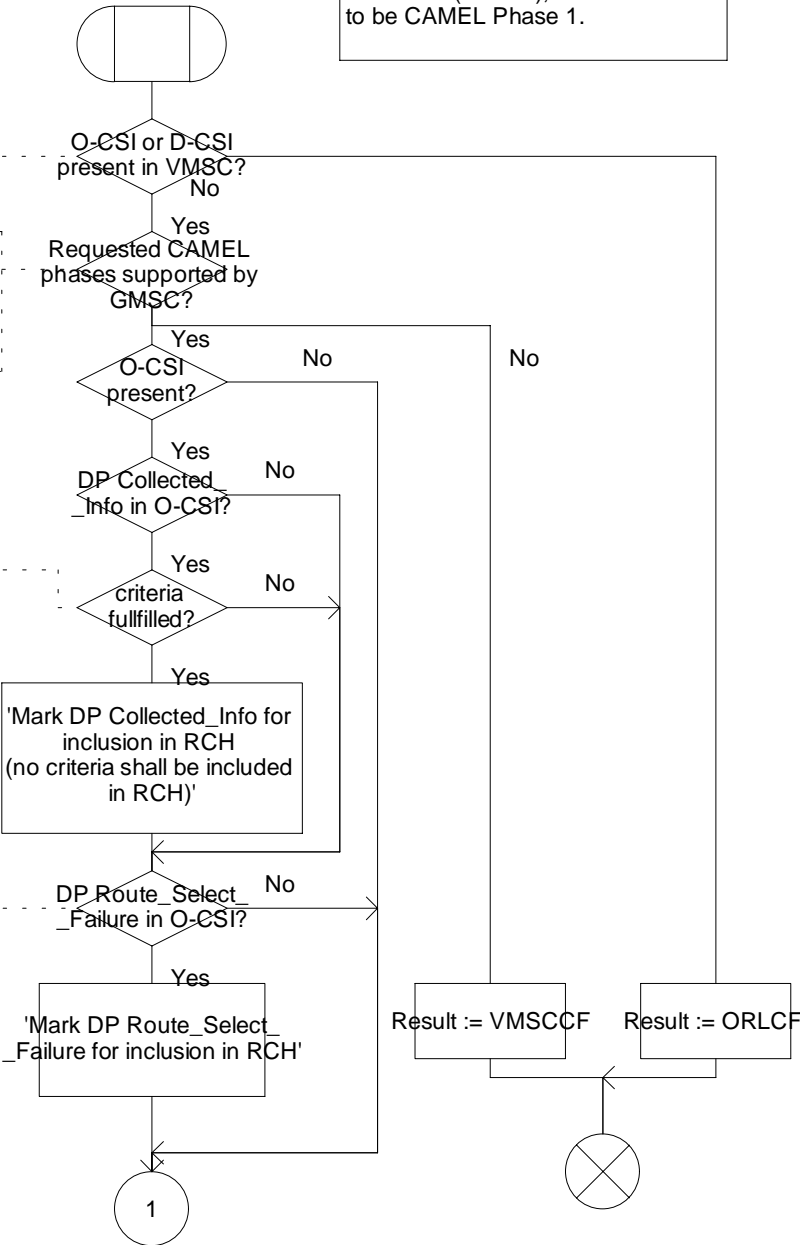 to be CAMEL Phase 1.
O-CSI or D-CSI
present in VMSC?
No
Yes
Requested CAMEL
phases supported by
GMSC?
Yes
No
No
O-CSI
present?
Yes
No
DP Collected_
_Info in O-CSI?
Yes
No
criteria
fullfilled?
Yes
'Mark DP Collected_Info for
inclusion in RCH
(no criteria shall be included
in RCH)'
DP Route_Select_
_Failure in O-CSI?
No
Yes
'Mark DP Route_Select_
_Failure for inclusion in RCH'
Result := VMSCCF
Result := ORLCF
1